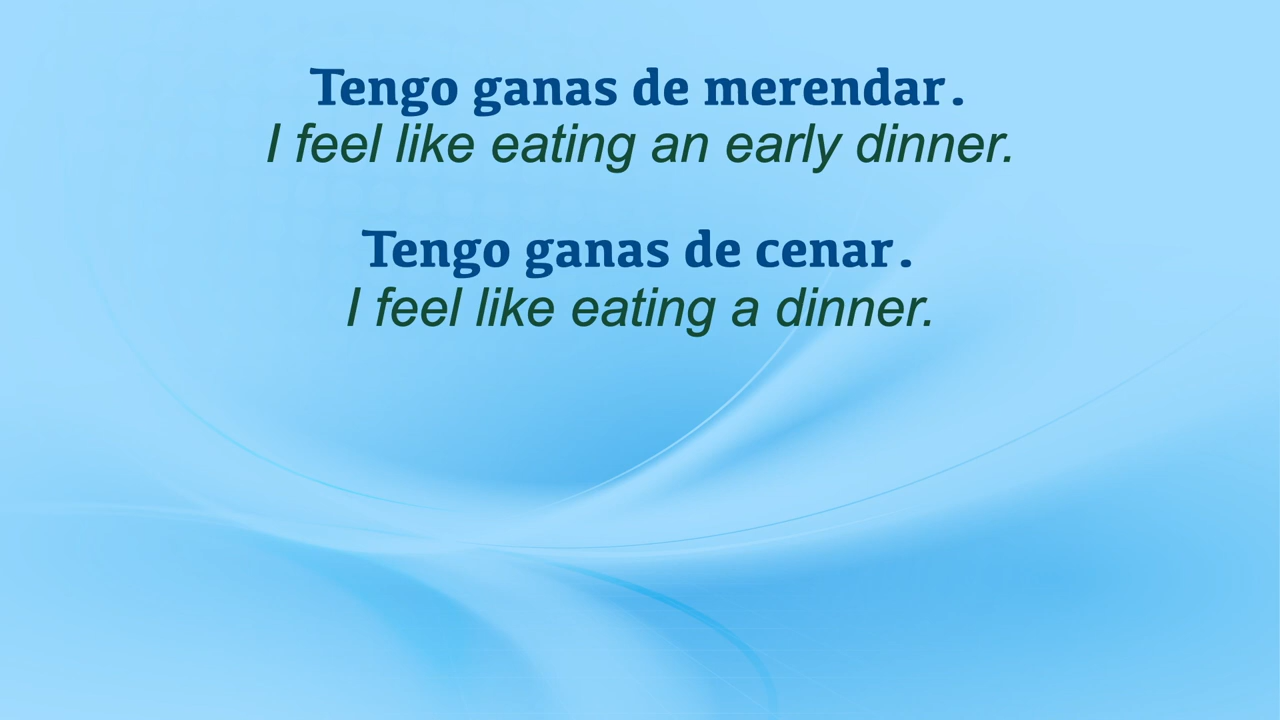 Tengo ganas de merendar.
I feel like eating an early dinner.
Tengo ganas de cenar.
I feel like eating a dinner.